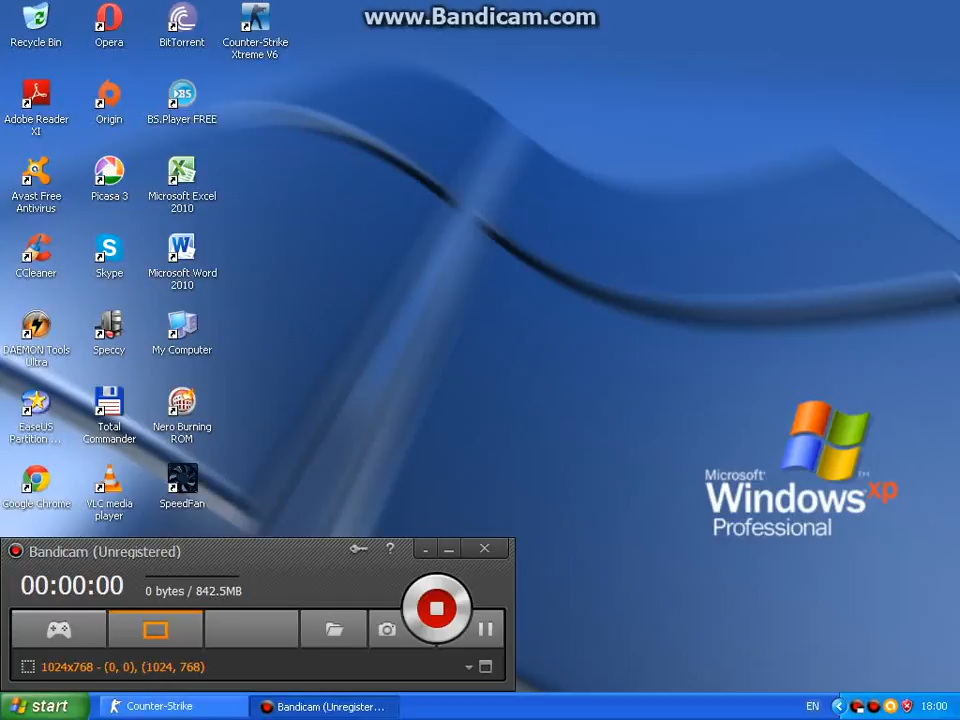 www.Bandicam.com
Recycle Bin
Opera
BitTorrent
Counter-Strike
Xtreme V6
Adobe Reader
XI
Origin
BS.Player FREE
Avast Free
Antivirus
Picasa 3
Microsoft Excel
2010
CCleaner
Skype
Microsoft Word
2010
DAEMON Tools
Ultra
Speccy
My Computer
EaseUS
Partition ...
Total
Commander
Nero Burning
ROM
Google Chrome
VLC media
player
SpeedFan
Microsoft®
Windows xp
Professional
Bandicam (Unregistered)
00:00:00
0 bytes / 842.5MB
1024x768 - (0, 0), (1024, 768)
start
Counter-Strike
Bandicam (Unregister...
EN
18:00